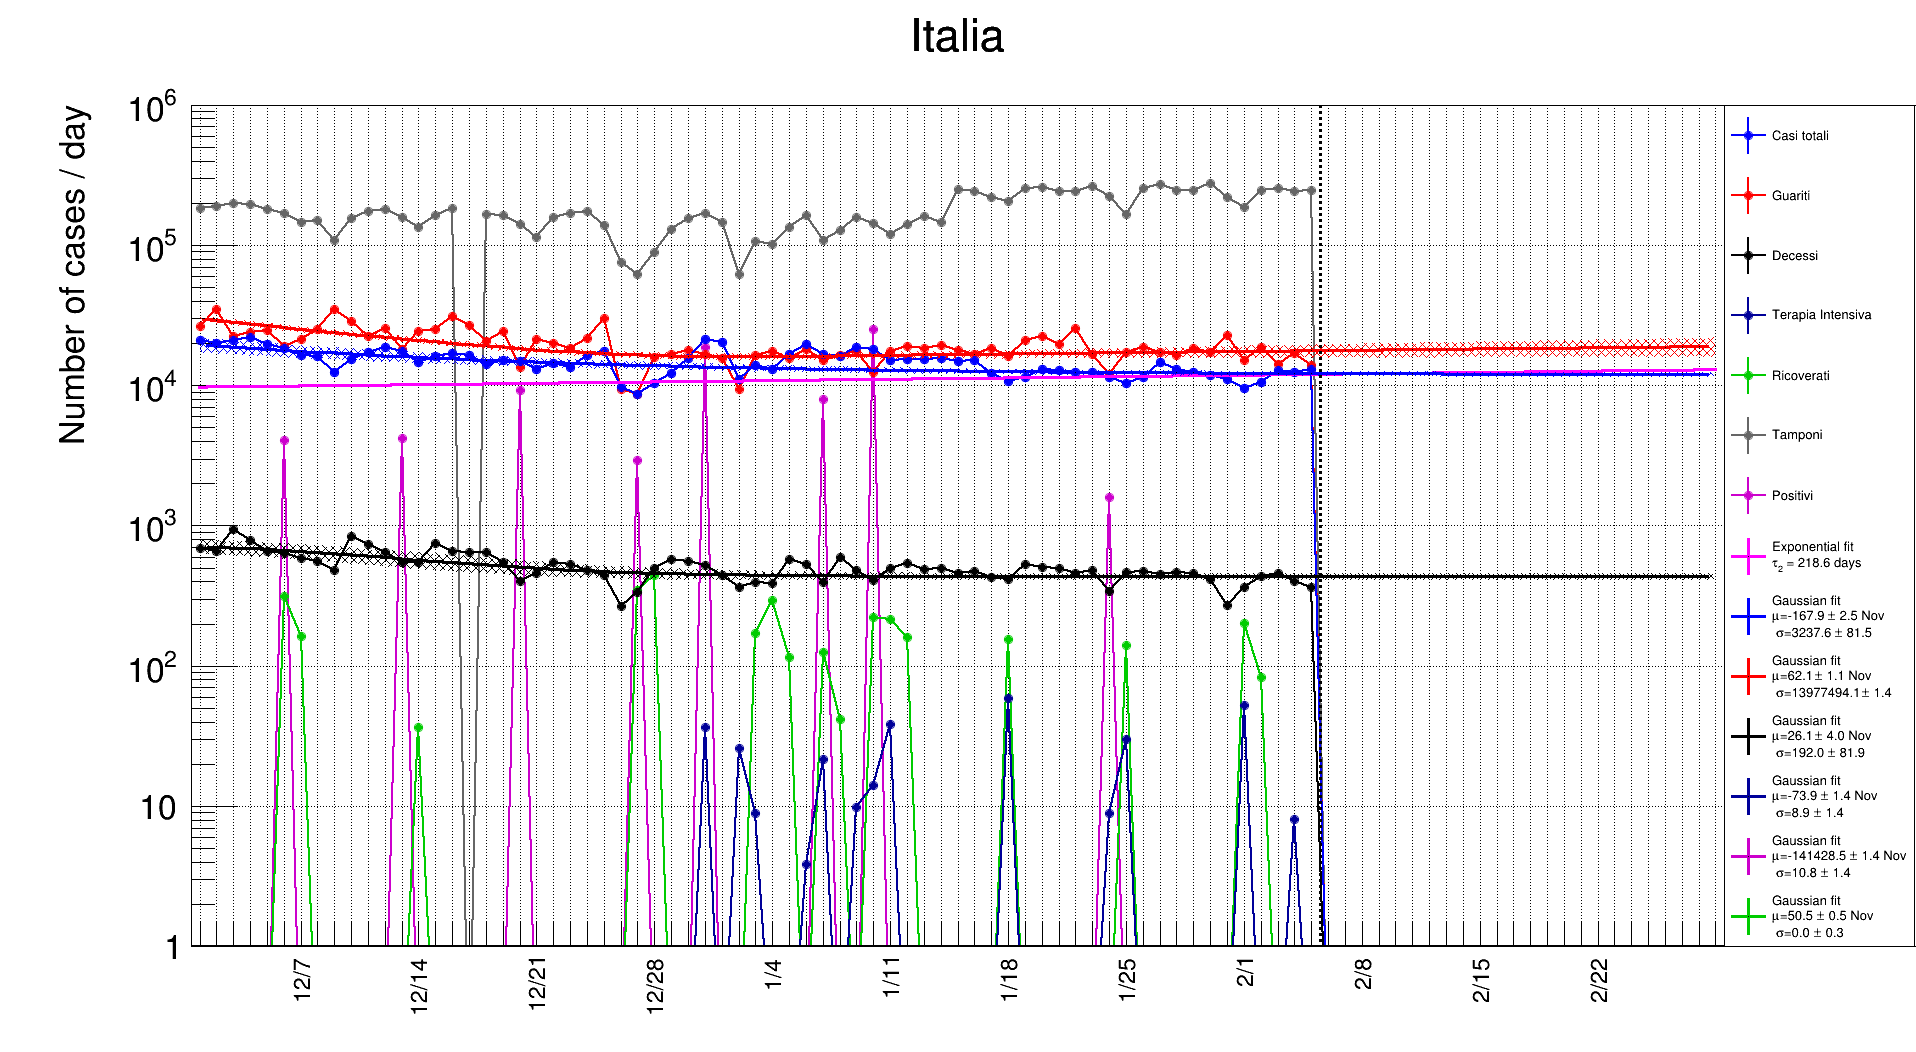 Italia
Number of cases / day
10^6
10^5
10^4
10^3
10^2
10
1
12/7
12/14
12/21
12/28
1/4
1/11
1/18
1/25
2/1
2/8
2/15
2/22
Casi totali
Guariti
Decessi
Terapia Intensiva
Ricoverati
Tamponi
Positivi
Exponential fit
τ_2 = 218.6 days
Gaussian fit
μ=-167.9 ± 2.5 Nov
σ=3237.6 ± 81.5
Gaussian fit
μ=62.1 ± 1.1 Nov
σ=13977494.1 ± 1.4
Gaussian fit
μ=26.1 ± 4.0 Nov
σ=192.0 ± 81.9
Gaussian fit
μ=-73.9 ± 1.4 Nov
σ=8.9 ± 1.4
Gaussian fit
μ=-141428.5 ± 1.4 Nov
σ=10.8 ± 1.4
Gaussian fit
μ=50.5 ± 0.5 Nov
σ=0.0 ± 0.3